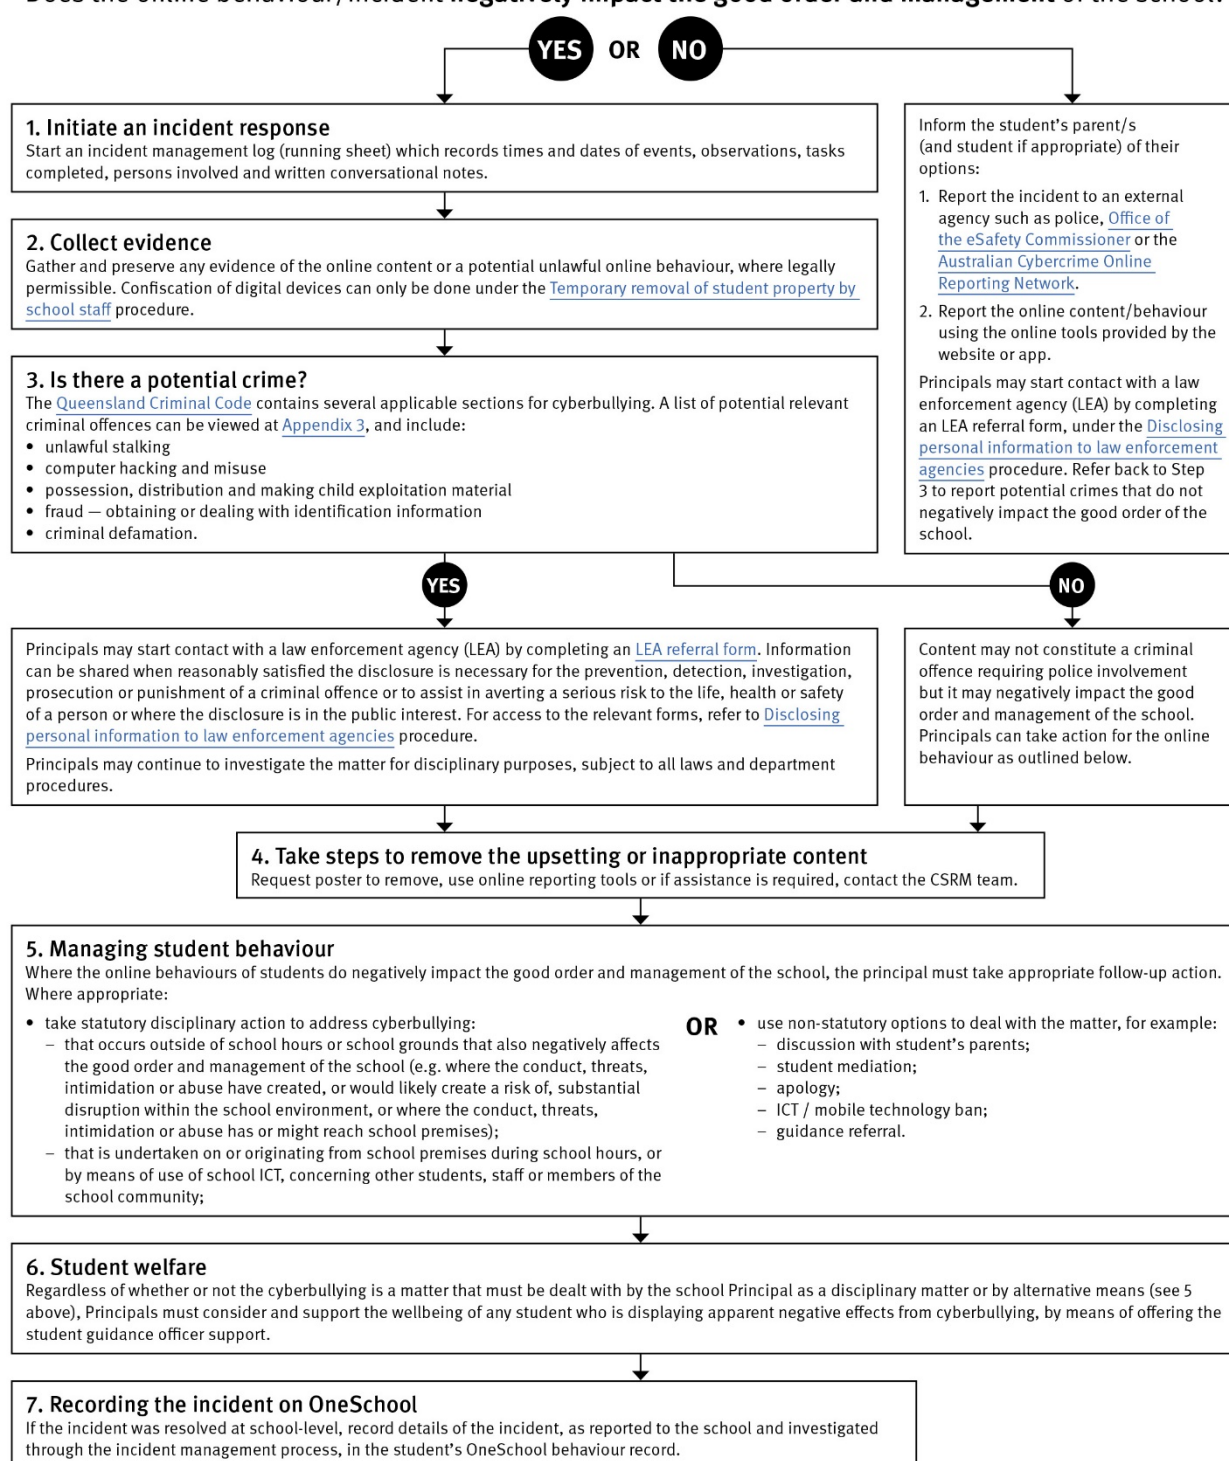 Does the online behaviour/incident negatively impact the good order and management of the school?
YES OR NO
1. Initiate an incident response
Start an incident management log (running sheet) which records times and dates of events, observations, tasks
completed, persons involved and written conversational notes.
2. Collect evidence
Gather and preserve any evidence of the online content or a potential unlawful online behaviour, where legally
permissible. Confiscation of digital devices can only be done under the Temporary removal of student property by
school staff procedure.
3. Is there a potential crime?
The Queensland Criminal Code contains several applicable sections for cyberbullying. A list of potential relevant
criminal offences can be viewed at Appendix 3, and include:
• unlawful stalking
• computer hacking and misuse
• possession, distribution and making child exploitation material
• fraud — obtaining or dealing with identification information
• criminal defamation.
Inform the student's parent/s
(and student if appropriate) of their
options:
1. Report the incident to an external
agency such as police, Office of
the eSafety Commissioner or the
Australian Cybercrime Online
Reporting Network.
2. Report the online content/behaviour
using the online tools provided by the
website or app.
Principals may start contact with a law
enforcement agency (LEA) by completing
an LEA referral form, under the Disclosing
personal information to law enforcement
agencies procedure. Refer back to Step
3 to report potential crimes that do not
negatively impact the good order of the
school.
YES
NO
Principals may start contact with a law enforcement agency (LEA) by completing an LEA referral form. Information
can be shared when reasonably satisfied the disclosure is necessary for the prevention, detection, investigation,
prosecution or punishment of a criminal offence or to assist in averting a serious risk to the life, health or safety
of a person or where the disclosure is in the public interest. For access to the relevant forms, refer to Disclosing
personal information to law enforcement agencies procedure.
Principals may continue to investigate the matter for disciplinary purposes, subject to all laws and department
procedures.
Content may not constitute a criminal
offence requiring police involvement
but it may negatively impact the good
order and management of the school.
Principals can take action for the online
behaviour as outlined below.
4. Take steps to remove the upsetting or inappropriate content
Request poster to remove, use online reporting tools or if assistance is required, contact the CSRM team.
5. Managing student behaviour
Where the online behaviours of students do negatively impact the good order and management of the school, the principal must take appropriate follow-up action.
Where appropriate:
• take statutory disciplinary action to address cyberbullying:
– that occurs outside of school hours or school grounds that also negatively affects
the good order and management of the school (e.g. where the conduct, threats,
intimidation or abuse have created, or would likely create a risk of, substantial
disruption within the school environment, or where the conduct, threats,
intimidation or abuse has or might reach school premises);
– that is undertaken on or originating from school premises during school hours, or
by means of use of school ICT, concerning other students, staff or members of the
school community;
OR
• use non-statutory options to deal with the matter, for example:
– discussion with student's parents;
– student mediation;
– apology;
– ICT / mobile technology ban;
– guidance referral.
6. Student welfare
Regardless of whether or not the cyberbullying is a matter that must be dealt with by the school Principal as a disciplinary matter or by alternative means (see 5
above), Principals must consider and support the wellbeing of any student who is displaying apparent negative effects from cyberbullying, by means of offering the
student guidance officer support.
7. Recording the incident on OneSchool
If the incident was resolved at school-level, record details of the incident, as reported to the school and investigated
through the incident management process, in the student's OneSchool behaviour record.